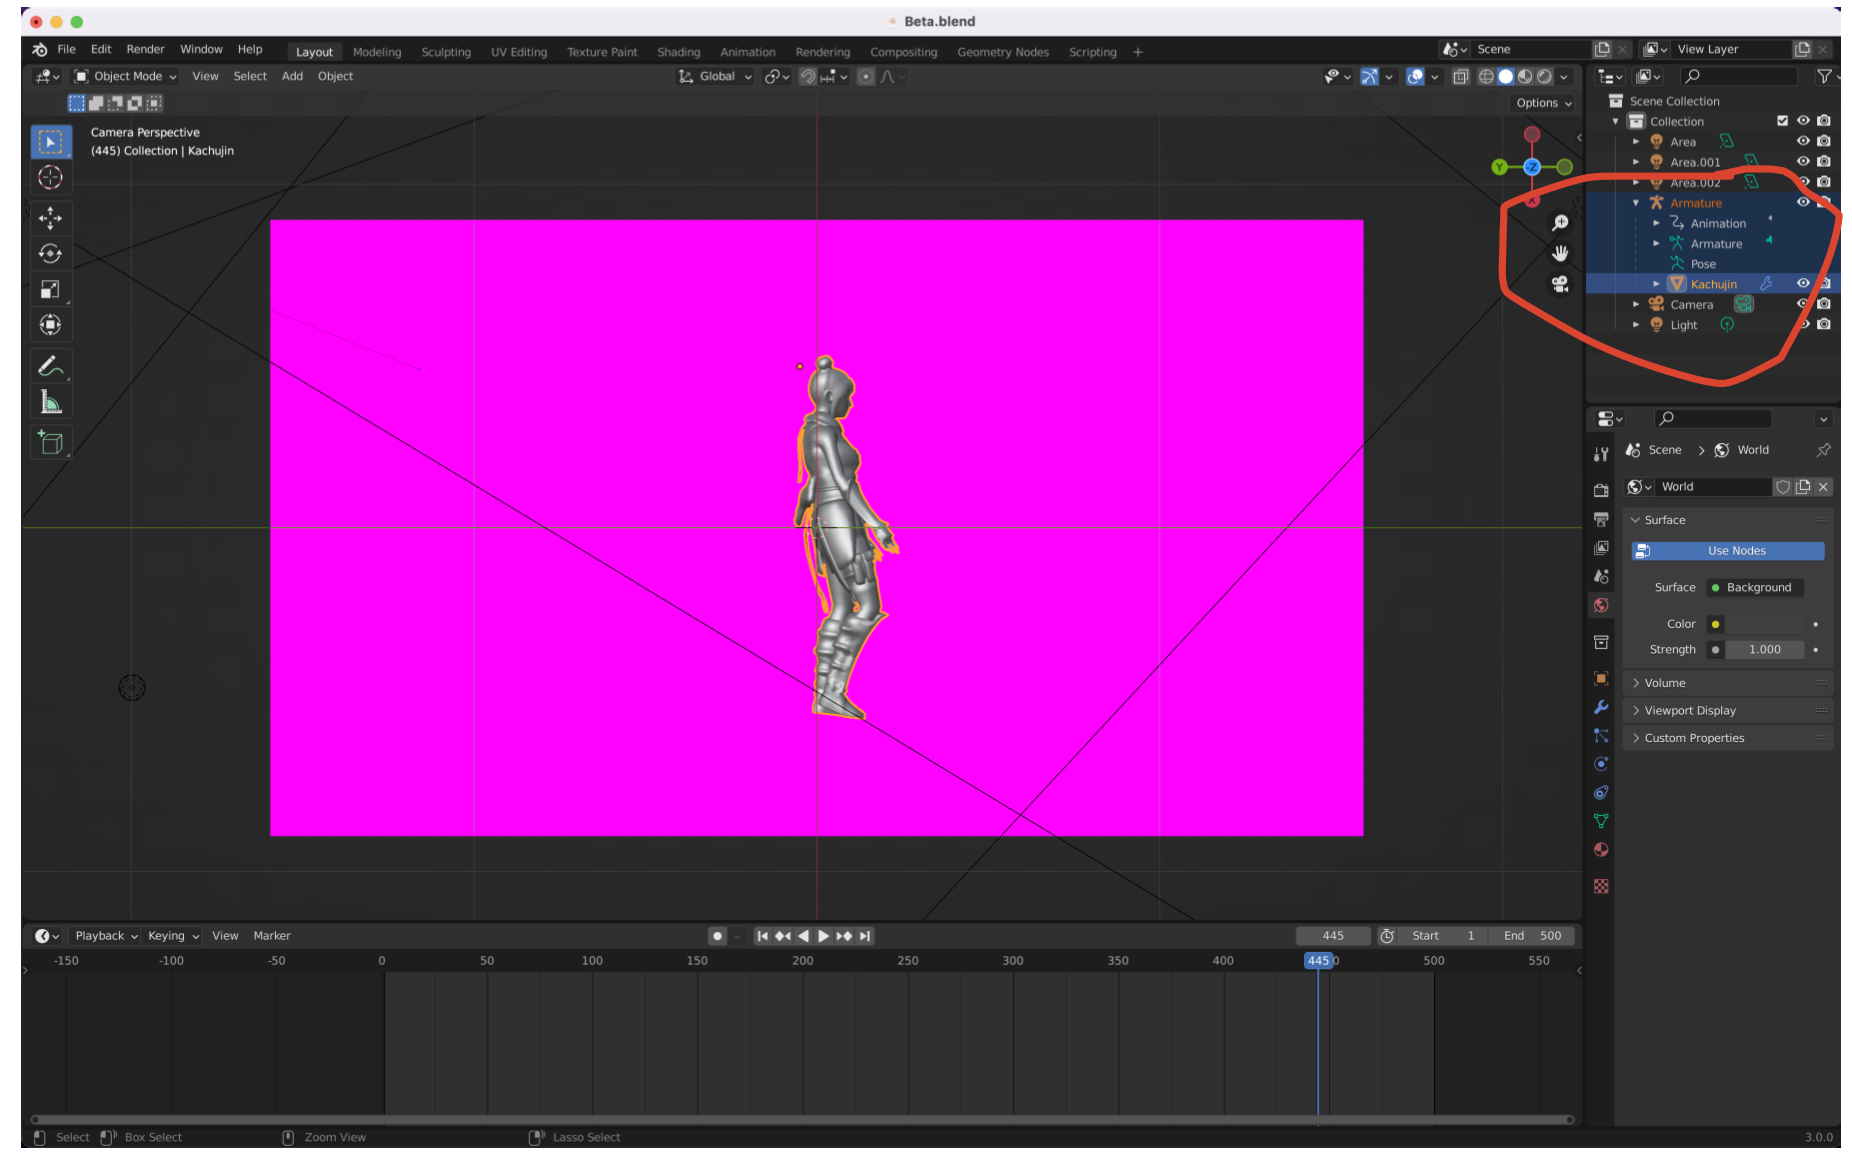 Beta.blend
File Edit Render Window Help Layout Modeling Sculpting UV Editing Texture Paint Shading Animation Rendering Compositing Geometry Nodes Scripting + Scene View Layer
Object Mode View Select Add Object Global
Options
Camera Perspective
(445) Collection | Kachujin
Y
-Z
X
Scene Collection
Collection
Area
Area.001
Area.002
Armature
Animation
Armature
Pose
Kachujin
Camera
Light
Scene > World
World
Surface
Use Nodes
Surface Background
Color
Strength 1.000
Volume
Viewport Display
Custom Properties
Playback Keying View Marker 445 Start 1 End 500
-150 -100 -50 0 50 100 150 200 250 300 350 400 445 500 550
Select Box Select Zoom View Lasso Select 3.0.0